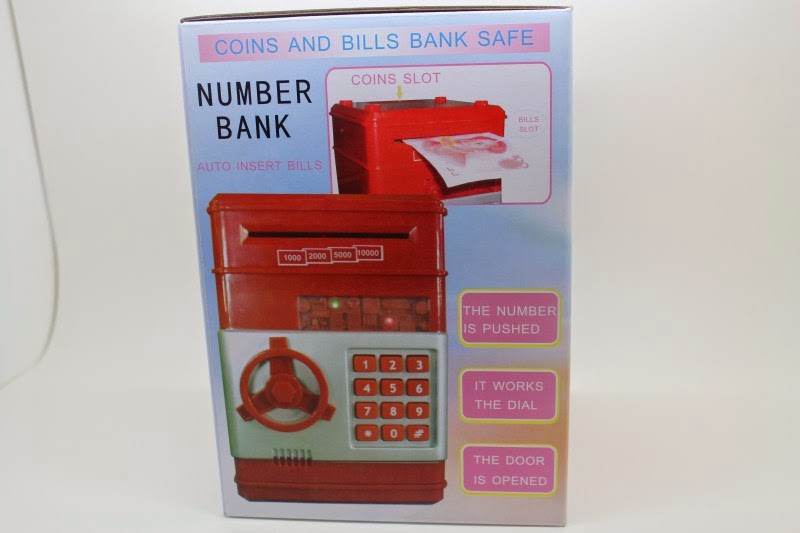 COINS AND BILLS BANK SAFE
NUMBER
BANK
AUTO INSERT BILLS
COINS SLOT
BILLS
SLOT
1000 2000 5000 10000
1 2 3
4 5 6
7 8 9
* 0 #
THE NUMBER
IS PUSHED
IT WORKS
THE DIAL
THE DOOR
IS OPENED